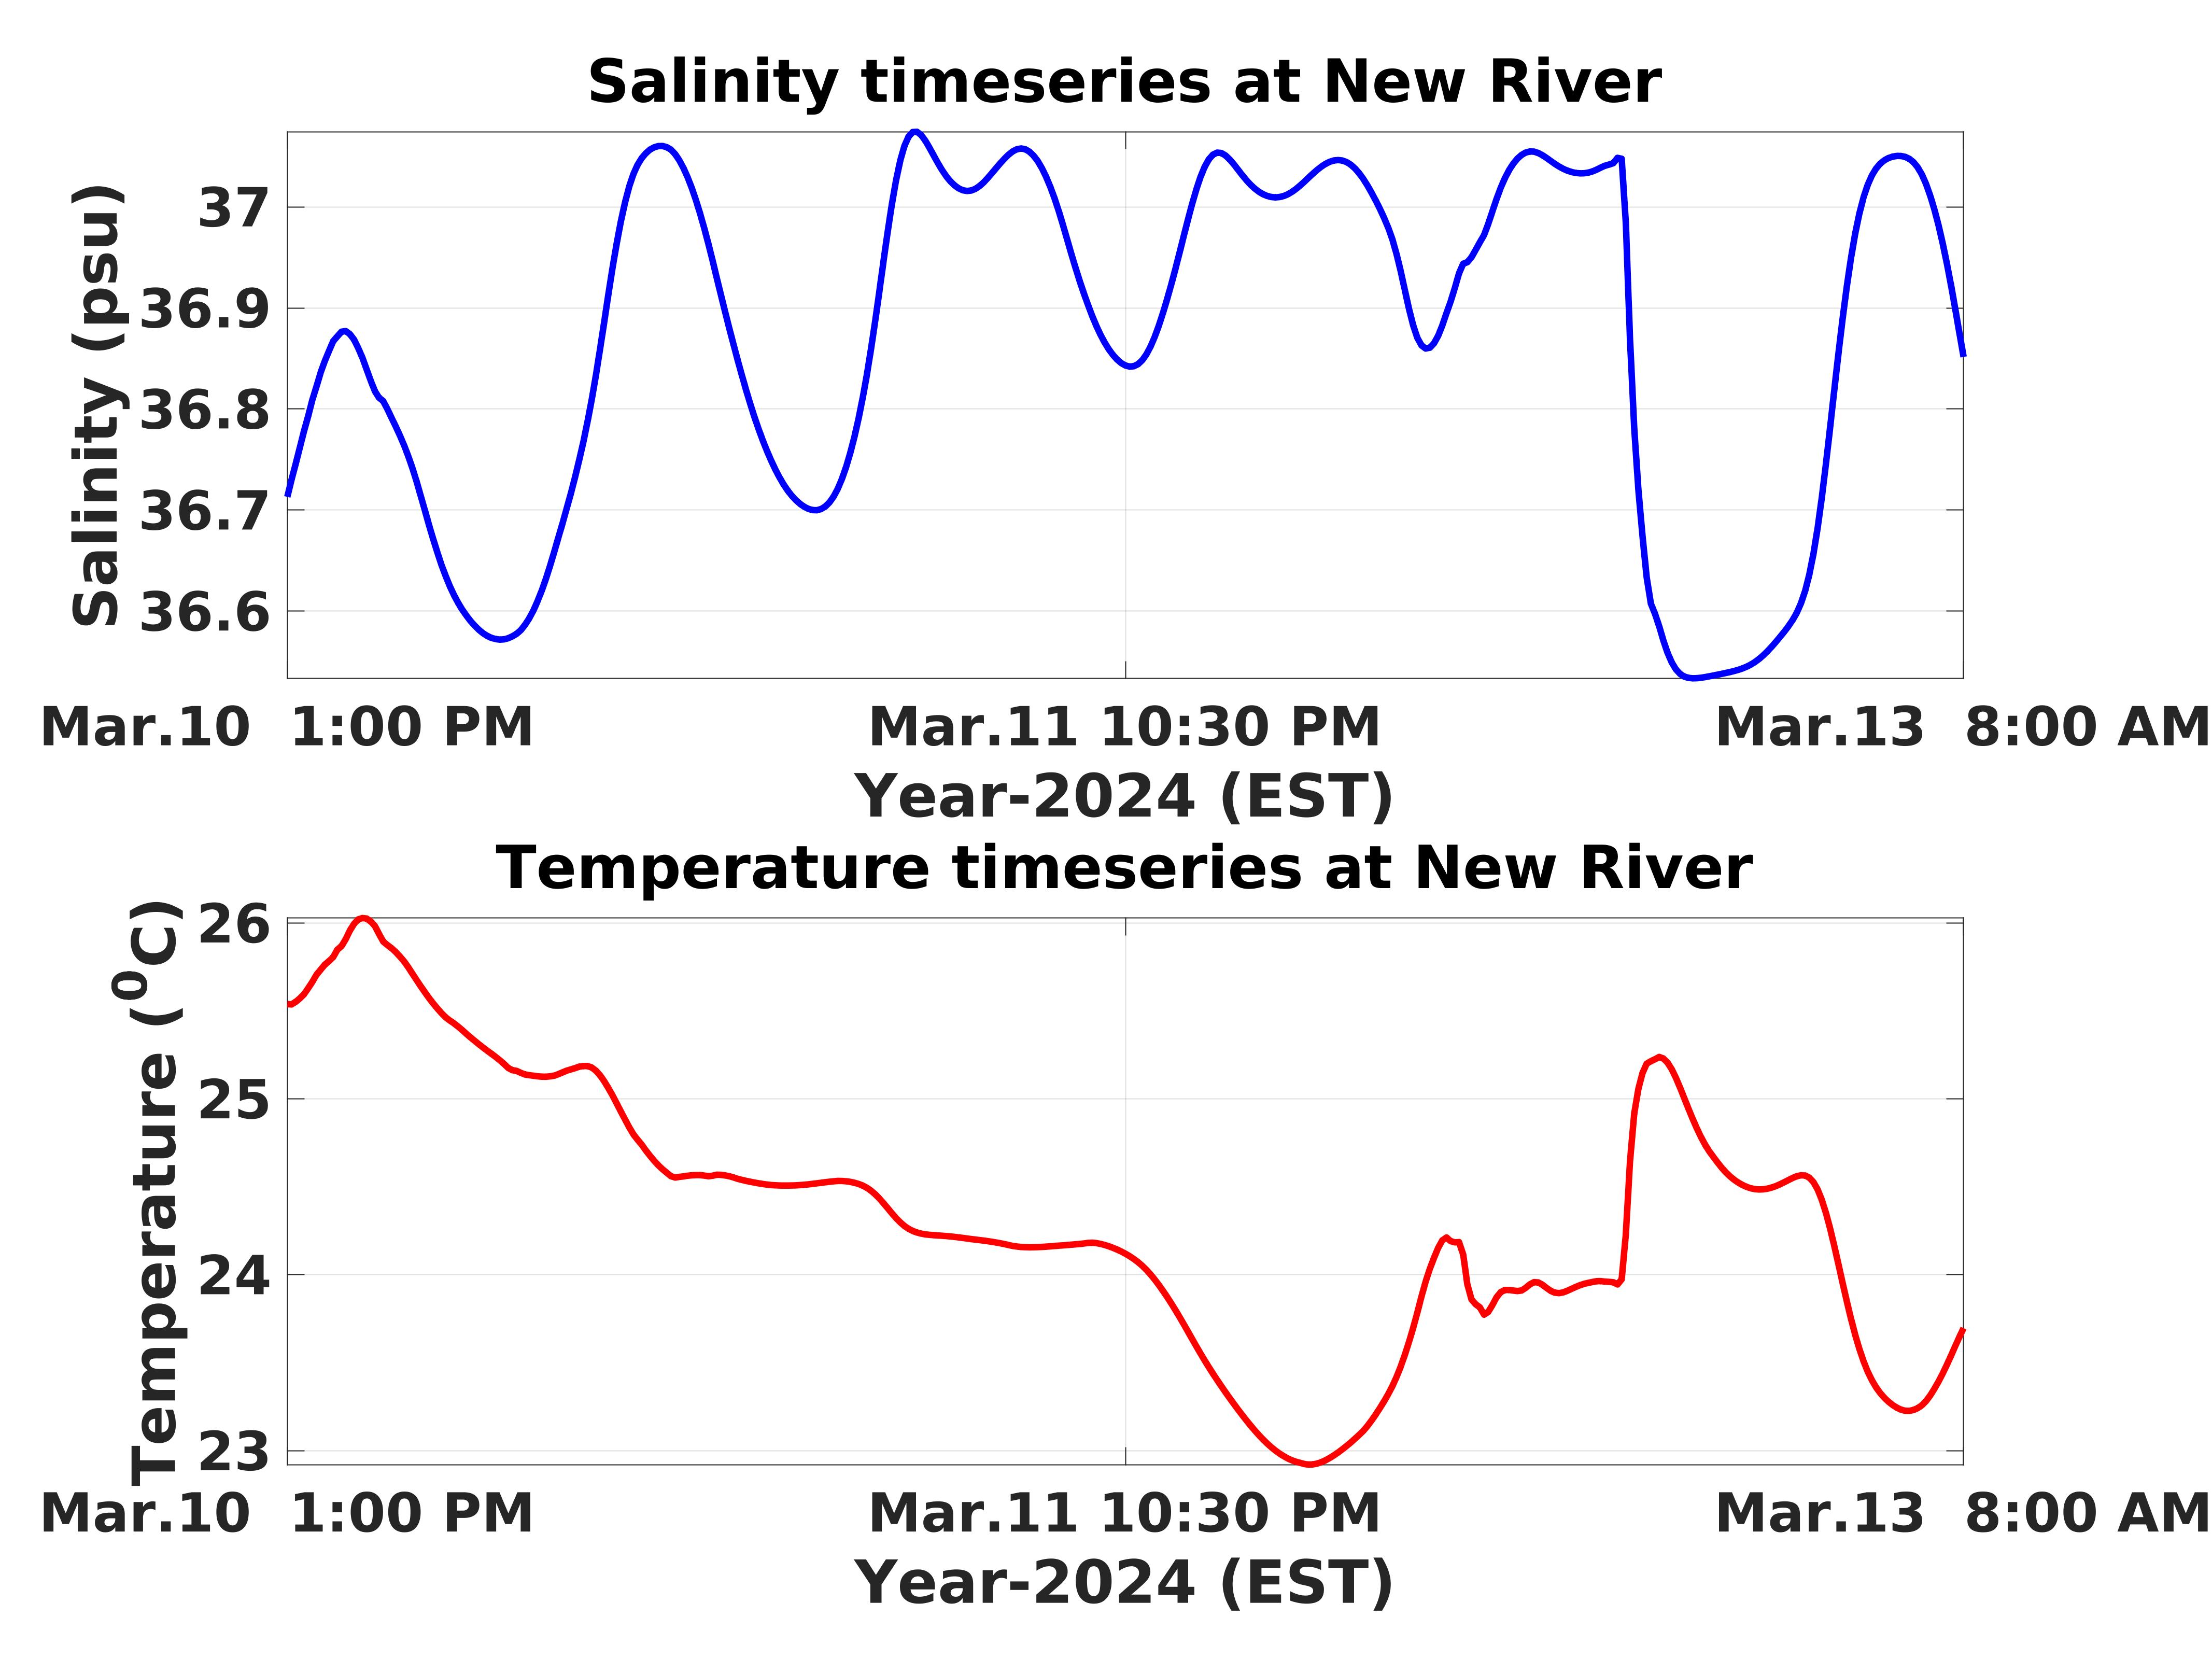 Salinity timeseries at New River
Salinity (psu)
37
36.9
36.8
36.7
36.6
Mar.10 1:00 PM Mar.11 10:30 PM Mar.13 8:00 AM
Year-2024 (EST)
Temperature timeseries at New River
Temperature (⁰C)
26
25
24
23
Mar.10 1:00 PM Mar.11 10:30 PM Mar.13 8:00 AM
Year-2024 (EST)